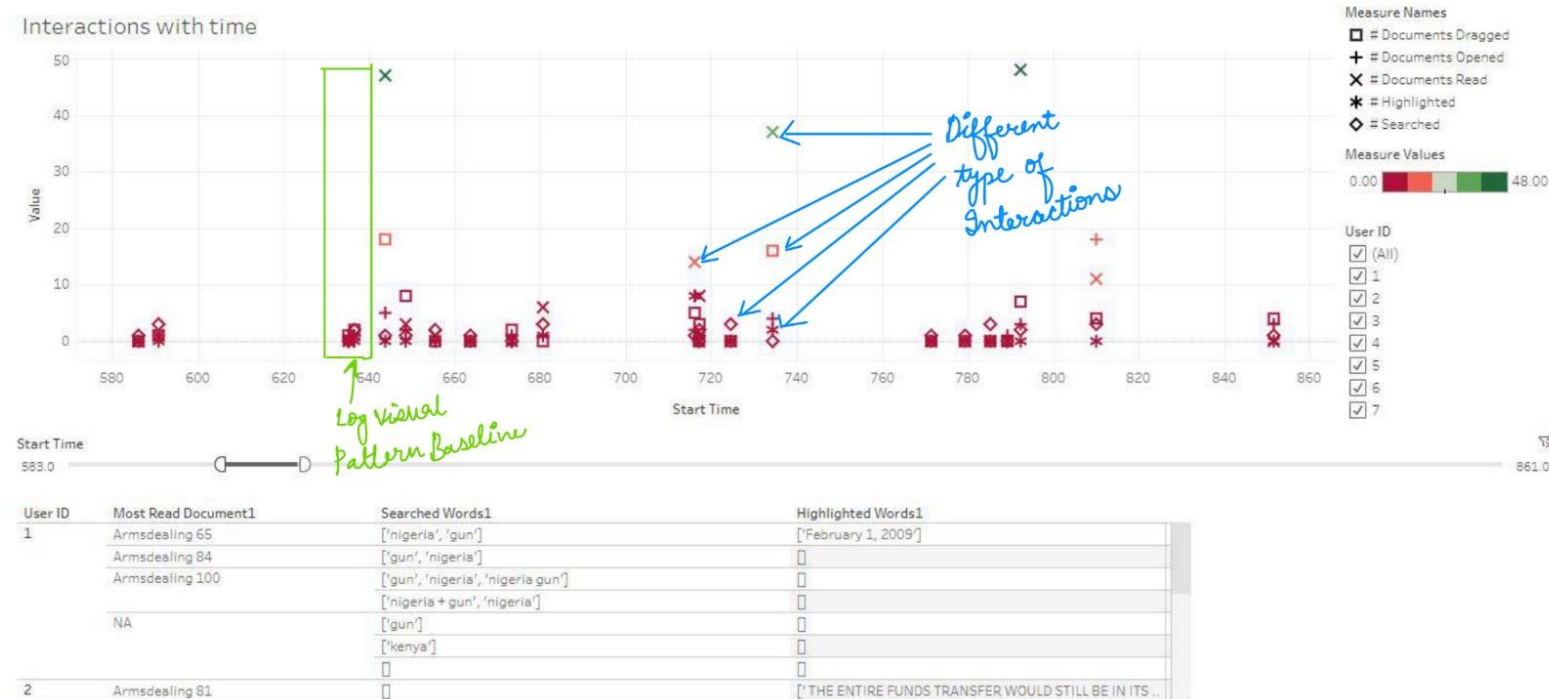 Interactions with time
50
40
30
20
10
0
Value
580
600
620
640
660
680
700
720
740
760
780
800
820
840
860
Start Time
Different
type of
Interactions
Log Visual
Pattern Baseline
Measure Names
# Documents Dragged
# Documents Opened
# Documents Read
# Highlighted
# Searched
Measure Values
0.00 48.00
User ID
(All)
1
2
3
4
5
6
7
Start Time
583.0 861.0
User ID Most Read Document1 Searched Words1 Highlighted Words1
1 Armsdealing 65 ['nigeria', 'gun'] ['February 1, 2009']
Armsdealing 84 ['gun', 'nigeria'] []
Armsdealing 100 ['gun', 'nigeria', 'nigeria gun'] []
['nigeria + gun', 'nigeria'] []
NA ['gun'] []
['kenya'] []
[] []
2 Armsdealing 81 [] [' THE ENTIRE FUNDS TRANSFER WOULD STILL BE IN ITS ..